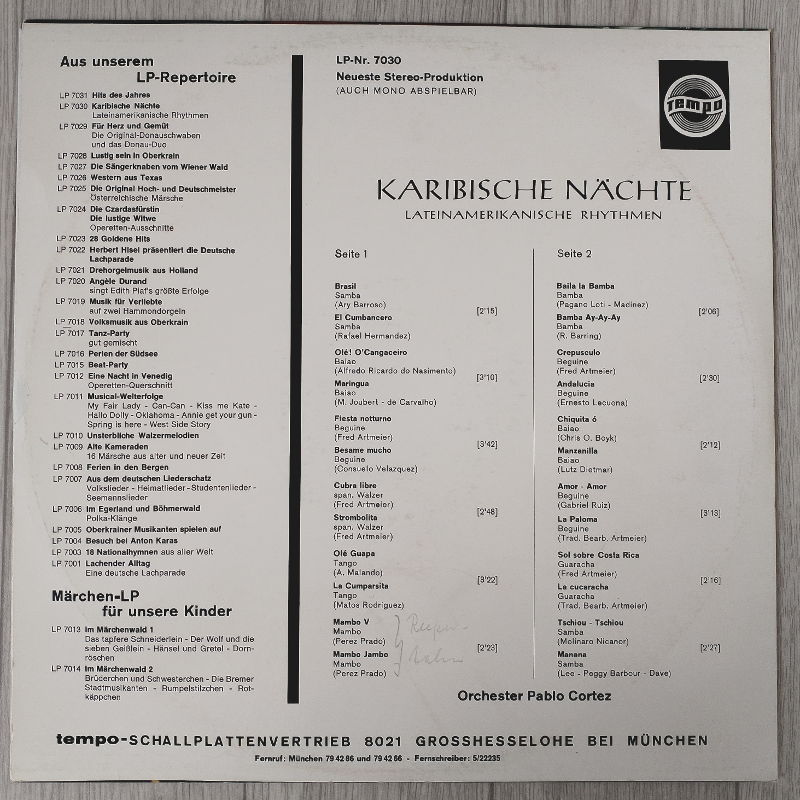 Aus unserem
LP-Repertoire
LP 7031 Hits des Jahres
LP 7030 Karibische Nächte
Lateinamerikanische Rhythmen
LP 7029 Für Herz und Gemüt
Die Original-Donauschwaben
und das Donau-Duo
LP 7028 Lustig sein in Oberkrain
LP 7027 Die Sängerknaben vom Wiener Wald
LP 7026 Western aus Texas
LP 7025 Die Original Hoch- und Deutschmeister
Österreichische Märsche
LP 7024 Die Czardasfürstin
Die lustige Witwe
Operetten-Ausschnitte
LP 7023 28 Goldene Hits
LP 7022 Herbert Hisel präsentiert die Deutsche
Lachparade
LP 7021 Drehorgelmusik aus Holland
LP 7020 Angèle Durand
singt Edith Piaf's größte Erfolge
LP 7019 Musik für Verliebte
auf zwei Hammondorgeln
LP 7018 Volksmusik aus Oberkrain
LP 7017 Tanz-Party
gut gemischt
LP 7016 Perlen der Südsee
LP 7015 Beat-Party
LP 7012 Eine Nacht in Venedig
Operetten-Querschnitt
LP 7011 Musical-Welterfolge
My Fair Lady - Can-Can - Kiss me Kate -
Hallo Dolly - Oklahoma - Annie get your gun -
Spring is here - West Side Story
LP 7010 Unsterbliche Walzermelodien
LP 7009 Alte Kameraden
16 Märsche aus alter und neuer Zeit
LP 7008 Ferien in den Bergen
LP 7007 Aus dem deutschen Liederschatz
Volkslieder - Heimatlieder - Studentenlieder -
Seemannslieder
LP 7006 Im Egerland und Böhmerwald
Polka-Klänge
LP 7005 Oberkrainer Musikanten spielen auf
LP 7004 Besuch bei Anton Karas
LP 7003 18 Nationalhymnen aus aller Welt
LP 7001 Lachender Alltag
Eine deutsche Lachparade
Märchen-LP
für unsere Kinder
LP 7013 Im Märchenwald 1
Das tapfere Schneiderlein - Der Wolf und die
sieben Geißlein - Hänsel und Gretel - Dorn-
röschen
LP 7014 Im Märchenwald 2
Brüderchen und Schwesterchen - Die Bremer
Stadtmusikanten - Rumpelstilzchen - Rot-
käppchen
LP-Nr. 7030
Neueste Stereo-Produktion
(AUCH MONO ABSPIELBAR)
TEMPO
KARIBISCHE NÄCHTE
LATEINAMERIKANISCHE RHYTHMEN
Seite 1
Brasil
Samba
(Ary Barroso)
[2'15]
El Cumbancero
Samba
(Rafael Hernandez)
Olé! O'Cangaceiro
Baiao
(Alfredo Ricardo do Nasimento)
[3'10]
Maringua
Baiao
(M. Joubert - de Carvalho)
Fiesta notturno
Beguine
(Fred Artmeier)
[3'42]
Besame mucho
Beguine
(Consuelo Velazquez)
Cubra libre
span. Walzer
(Fred Artmeier)
[2'48]
Strombolita
span. Walzer
(Fred Artmeier)
Olé Guapa
Tango
(A. Malando)
[3'22]
La Cumparsita
Tango
(Matos Rodriguez)
Mambo V
Mambo
(Perez Prado)
[2'23]
Mambo Jambo
Mambo
(Perez Prado)
Seite 2
Baila la Bamba
Bamba
(Pagano Loti - Madinez)
[2'06]
Bamba Ay-Ay-Ay
Bamba
(R. Barring)
Crepusculo
Beguine
(Fred Artmeier)
[2'30]
Andalucia
Beguine
(Ernesto Lecuona)
Chiquita ó
Baiao
(Chris O. Boyk)
[2'12]
Manzanilla
Baiao
(Lutz Dietmar)
Amor - Amor
Beguine
(Gabriel Ruiz)
[3'13]
La Paloma
Beguine
(Trad. Bearb. Artmeier)
Sol sobre Costa Rica
Guaracha
(Fred Artmeier)
[2'16]
La cucaracha
Guaracha
(Trad. Bearb. Artmeier)
Tschiou - Tschiou
Samba
(Molinaro Nicanor)
[2'27]
Manana
Samba
(Lee - Peggy Barbour - Dave)
Orchester Pablo Cortez
tempo-SCHALLPLATTENVERTRIEB 8021 GROSSHESSELOHE BEI MÜNCHEN
Fernruf: München 79 42 86 und 79 42 66 - Fernschreiber: 5/22235